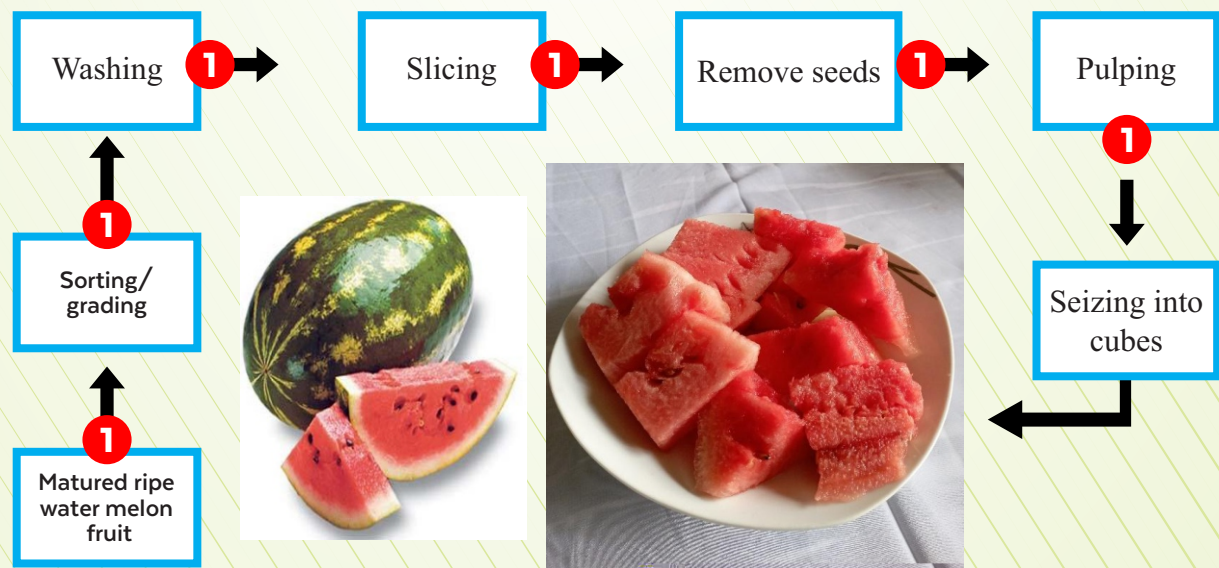 Washing
1
Slicing
1
Remove seeds
1
Pulping
1
1
Sorting/
grading
Seizing into
cubes
1
Matured ripe
water melon
fruit